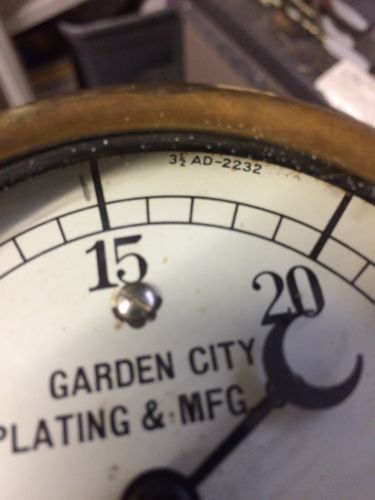 3½ AD-2232
15
20
GARDEN CITY
PLATING & MFG